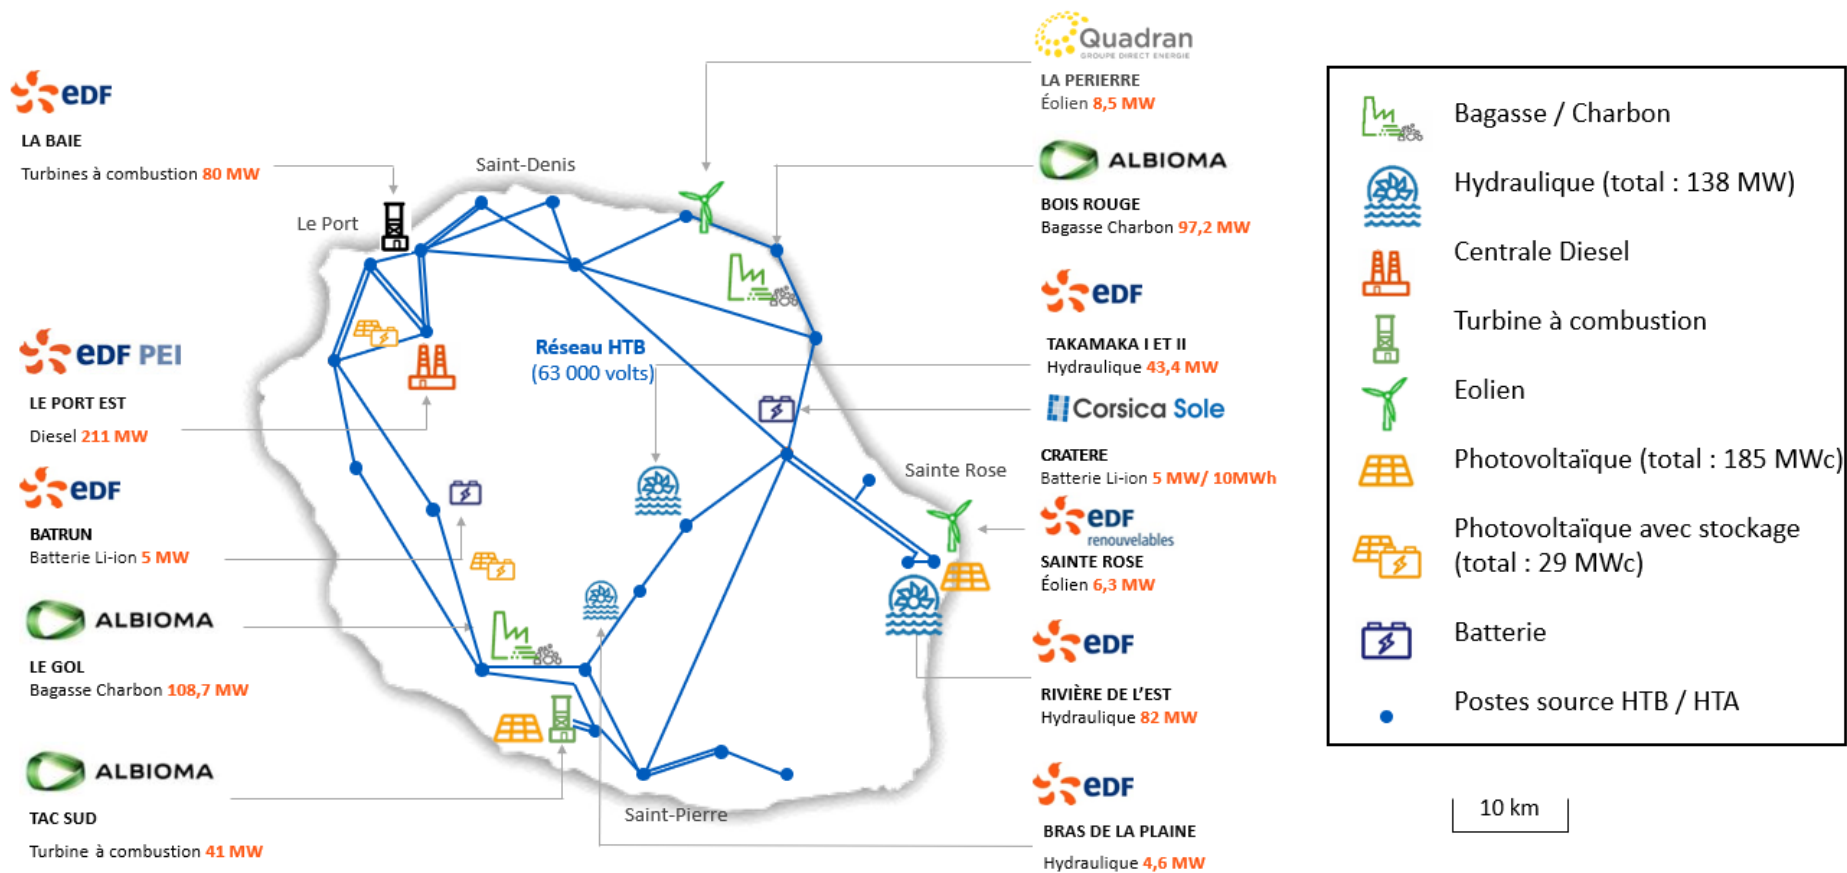 eDF
LA BAIE
Turbines à combustion 80 MW
eDF PEI
LE PORT EST
Diesel 211 MW
eDF
BATRUN
Batterie Li-ion 5 MW
ALBIOMA
LE GOL
Bagasse Charbon 108,7 MW
ALBIOMA
TAC SUD
Turbine à combustion 41 MW
Saint-Denis
Le Port
Réseau HTB
(63 000 volts)
Sainte Rose
Saint-Pierre
Quadran
GROUPE DIRECT ENERGIE
LA PERIERRE
Éolien 8,5 MW
ALBIOMA
BOIS ROUGE
Bagasse Charbon 97,2 MW
eDF
TAKAMAKA I ET II
Hydraulique 43,4 MW
Corsica Sole
CRATERE
Batterie Li-ion 5 MW/ 10MWh
eDF
renouvelables
SAINTE ROSE
Éolien 6,3 MW
eDF
RIVIÈRE DE L'EST
Hydraulique 82 MW
eDF
BRAS DE LA PLAINE
Hydraulique 4,6 MW
Bagasse / Charbon
Hydraulique (total : 138 MW)
Centrale Diesel
Turbine à combustion
Eolien
Photovoltaïque (total : 185 MWc)
Photovoltaïque avec stockage
(total : 29 MWc)
Batterie
Postes source HTB / HTA
10 km